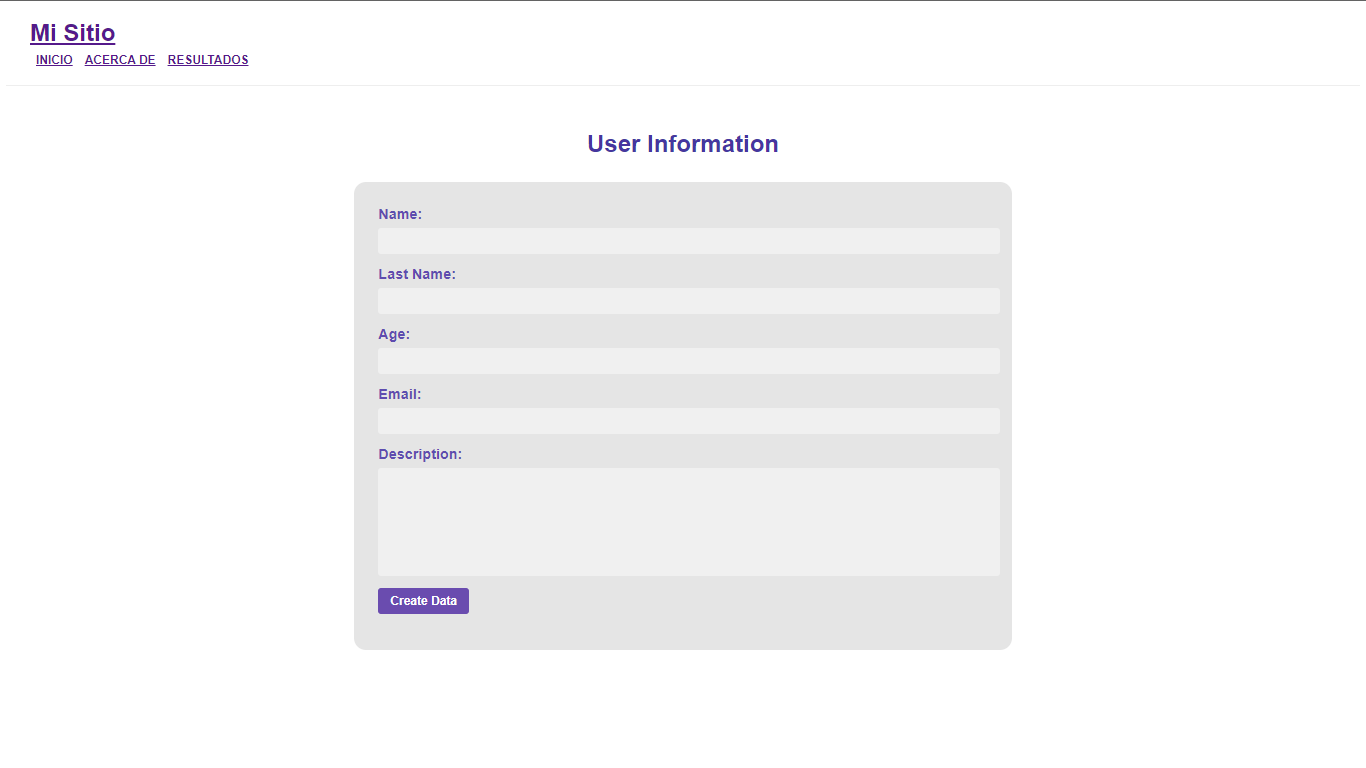 Mi Sitio
INICIO ACERCA DE RESULTADOS
User Information
Name:
Last Name:
Age:
Email:
Description:
Create Data